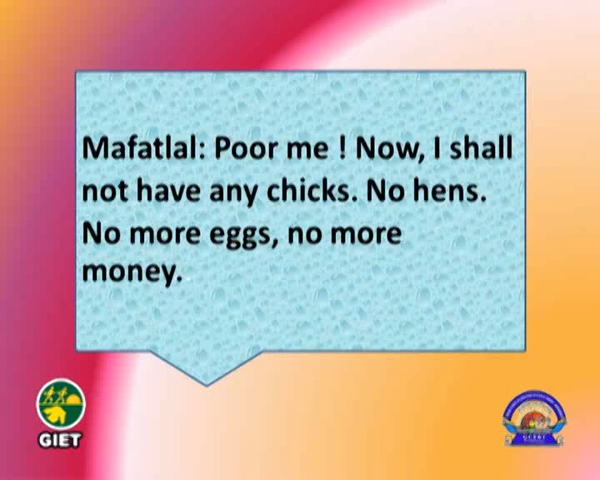 Mafatlal: Poor me ! Now, I shall
not have any chicks. No hens.
No more eggs, no more
money.
GIET